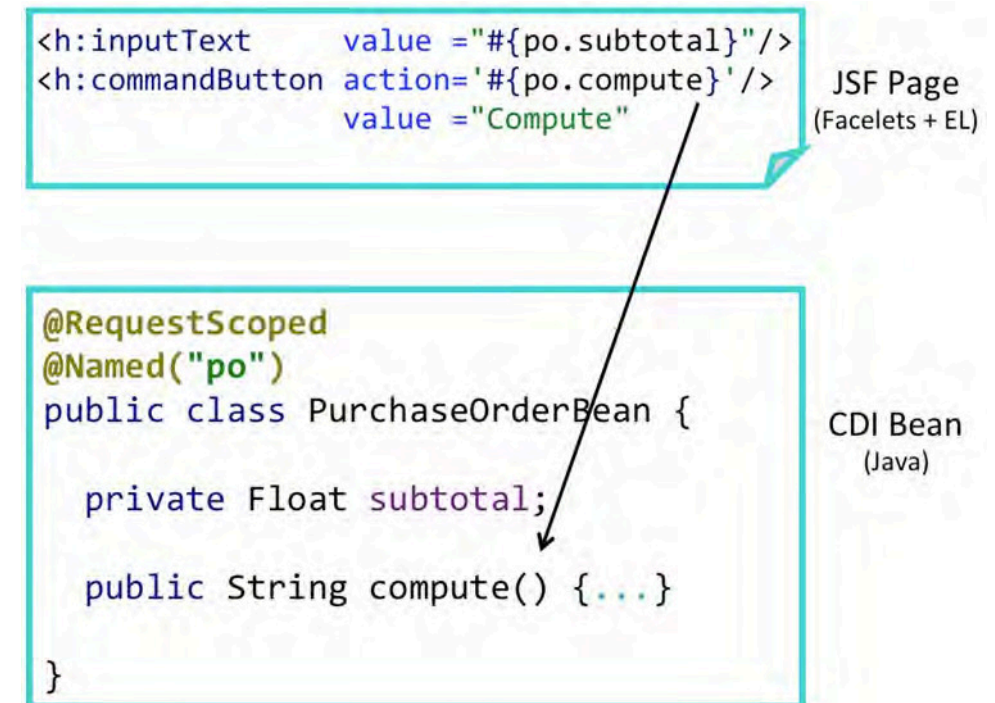 <h:inputText value ="#{po.subtotal}"/>
<h:commandButton action='#{po.compute}'/>
value ="Compute"
JSF Page
(Facelets + EL)
@RequestScoped
@Named("po")
public class PurchaseOrderBean {
private Float subtotal;
public String compute() {...}
}
CDI Bean
(Java)